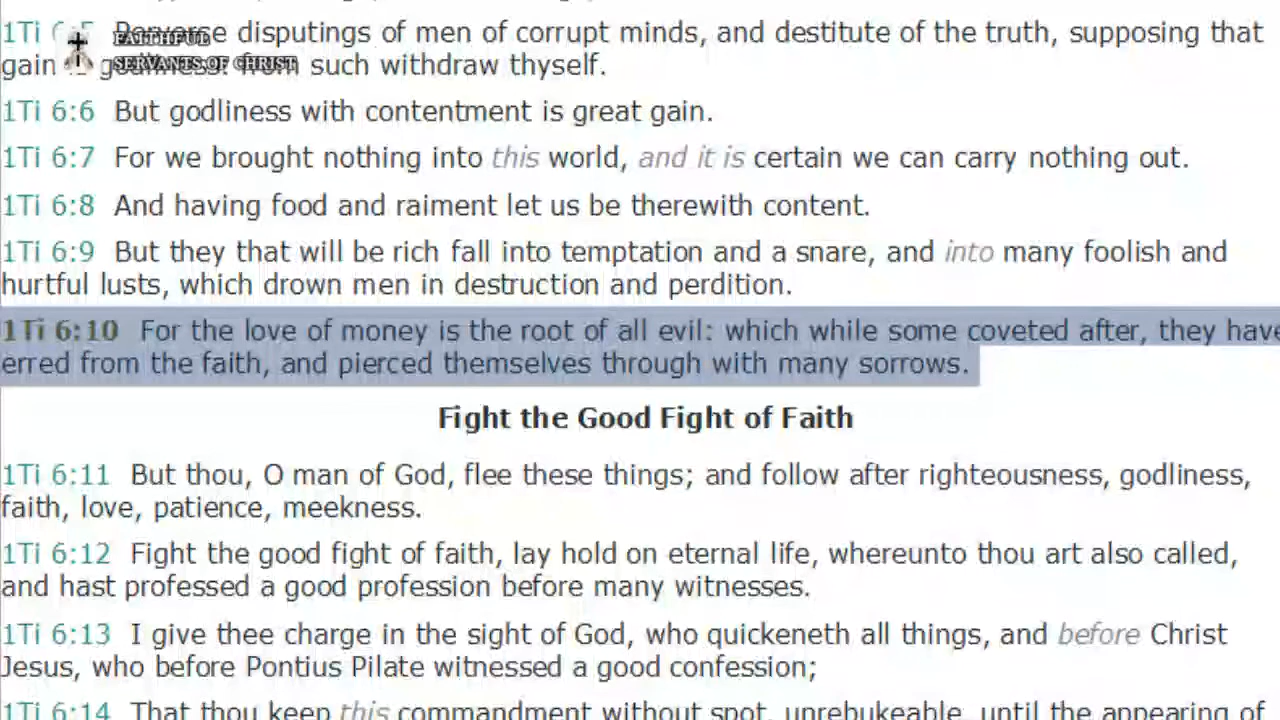 1Ti 6:5 Perverse disputings of men of corrupt minds, and destitute of the truth, supposing that
FAITHFUL
gain is godliness: from such withdraw thyself.
SERVANTS OF CHRIST
1Ti 6:6 But godliness with contentment is great gain.
1Ti 6:7 For we brought nothing into this world, and it is certain we can carry nothing out.
1Ti 6:8 And having food and raiment let us be therewith content.
1Ti 6:9 But they that will be rich fall into temptation and a snare, and into many foolish and
hurtful lusts, which drown men in destruction and perdition.
1Ti 6:10 For the love of money is the root of all evil: which while some coveted after, they have
erred from the faith, and pierced themselves through with many sorrows.
Fight the Good Fight of Faith
1Ti 6:11 But thou, O man of God, flee these things; and follow after righteousness, godliness,
faith, love, patience, meekness.
1Ti 6:12 Fight the good fight of faith, lay hold on eternal life, whereunto thou art also called,
and hast professed a good profession before many witnesses.
1Ti 6:13 I give thee charge in the sight of God, who quickeneth all things, and before Christ
Jesus, who before Pontius Pilate witnessed a good confession;
1Ti 6:14 That thou keep this commandment without spot, unrebukeable, until the appearing of